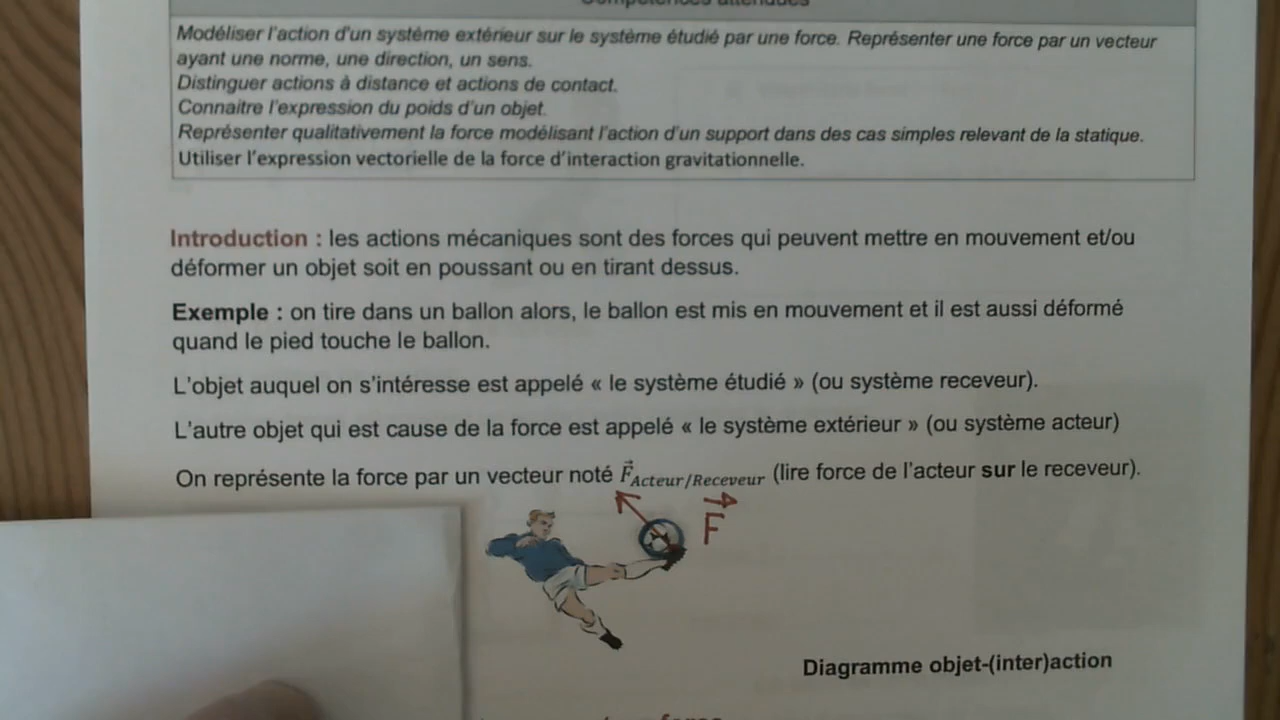 Compétences attendues
Modéliser l'action d'un système extérieur sur le système étudié par une force. Représenter une force par un vecteur
ayant une norme, une direction, un sens.
Distinguer actions à distance et actions de contact.
Connaitre l'expression du poids d'un objet.
Représenter qualitativement la force modélisant l'action d'un support dans des cas simples relevant de la statique.
Utiliser l'expression vectorielle de la force d'interaction gravitationnelle.
Introduction : les actions mécaniques sont des forces qui peuvent mettre en mouvement et/ou
déformer un objet soit en poussant ou en tirant dessus.
Exemple : on tire dans un ballon alors, le ballon est mis en mouvement et il est aussi déformé
quand le pied touche le ballon.
L'objet auquel on s'intéresse est appelé « le système étudié » (ou système receveur).
L'autre objet qui est cause de la force est appelé « le système extérieur » (ou système acteur)
On représente la force par un vecteur noté F⃗Acteur/Receveur (lire force de l'acteur sur le receveur).
F⃗
Diagramme objet-(inter)action